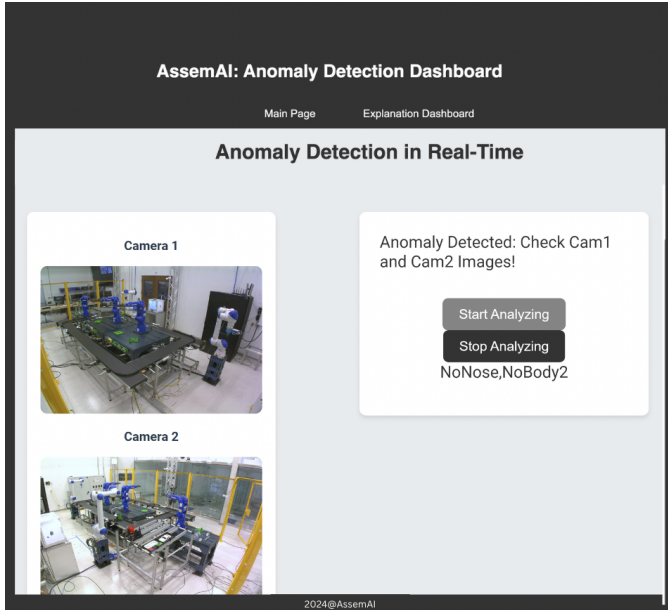 AssemAI: Anomaly Detection Dashboard
Main Page
Explanation Dashboard
Anomaly Detection in Real-Time
Camera 1
Camera 2
Anomaly Detected: Check Cam1
and Cam2 Images!
Start Analyzing
Stop Analyzing
NoNose,NoBody2
2024@AssemAI